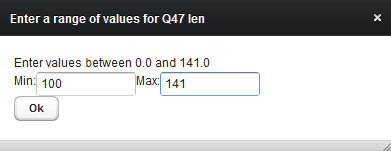 Enter a range of values for Q47 len ×
Enter values between 0.0 and 141.0
Min: 100 Max: 141
Ok